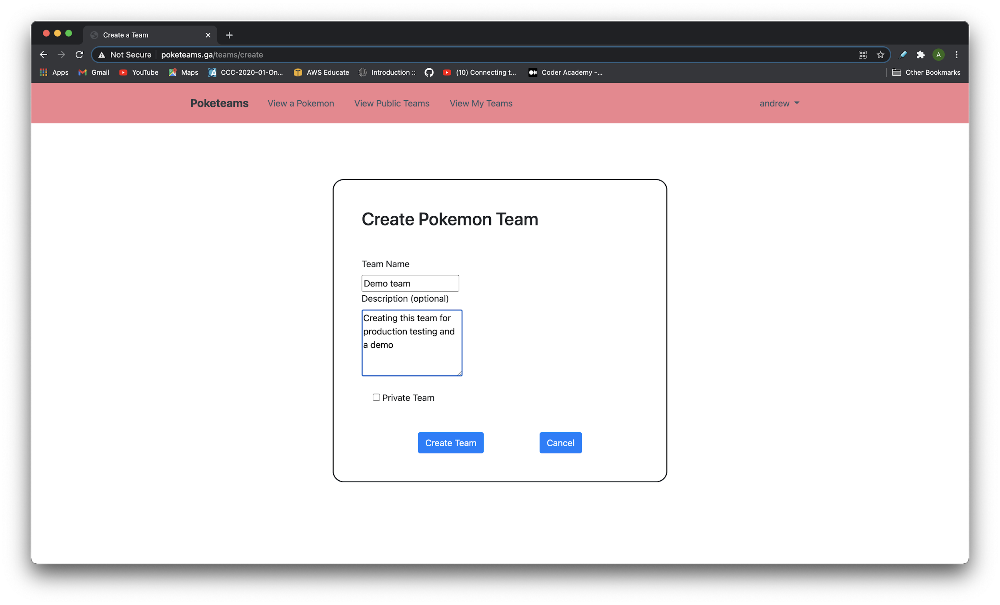 Create a Team
Not Secure poketeams.ga/teams/create
A
Apps Gmail YouTube Maps CCC-2020-01-On... AWS Educate Introduction :: (10) Connecting t... Coder Academy -... Other Bookmarks
Poketeams View a Pokemon View Public Teams View My Teams andrew
Create Pokemon Team
Team Name
Demo team
Description (optional)
Creating this team for
production testing and
a demo
Private Team
Create Team Cancel